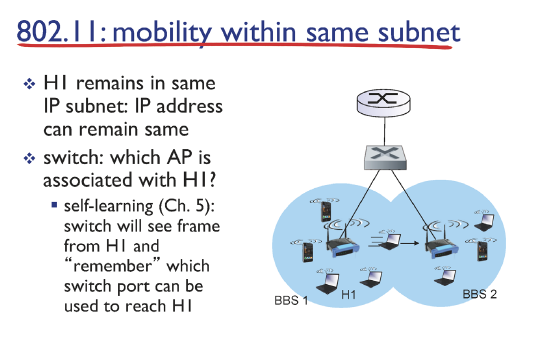 802.11: mobility within same subnet
❖ H1 remains in same
IP subnet: IP address
can remain same
❖ switch: which AP is
associated with H1?
▪ self-learning (Ch. 5):
switch will see frame
from H1 and
“remember” which
switch port can be
used to reach H1
BBS 1
H1
BBS 2